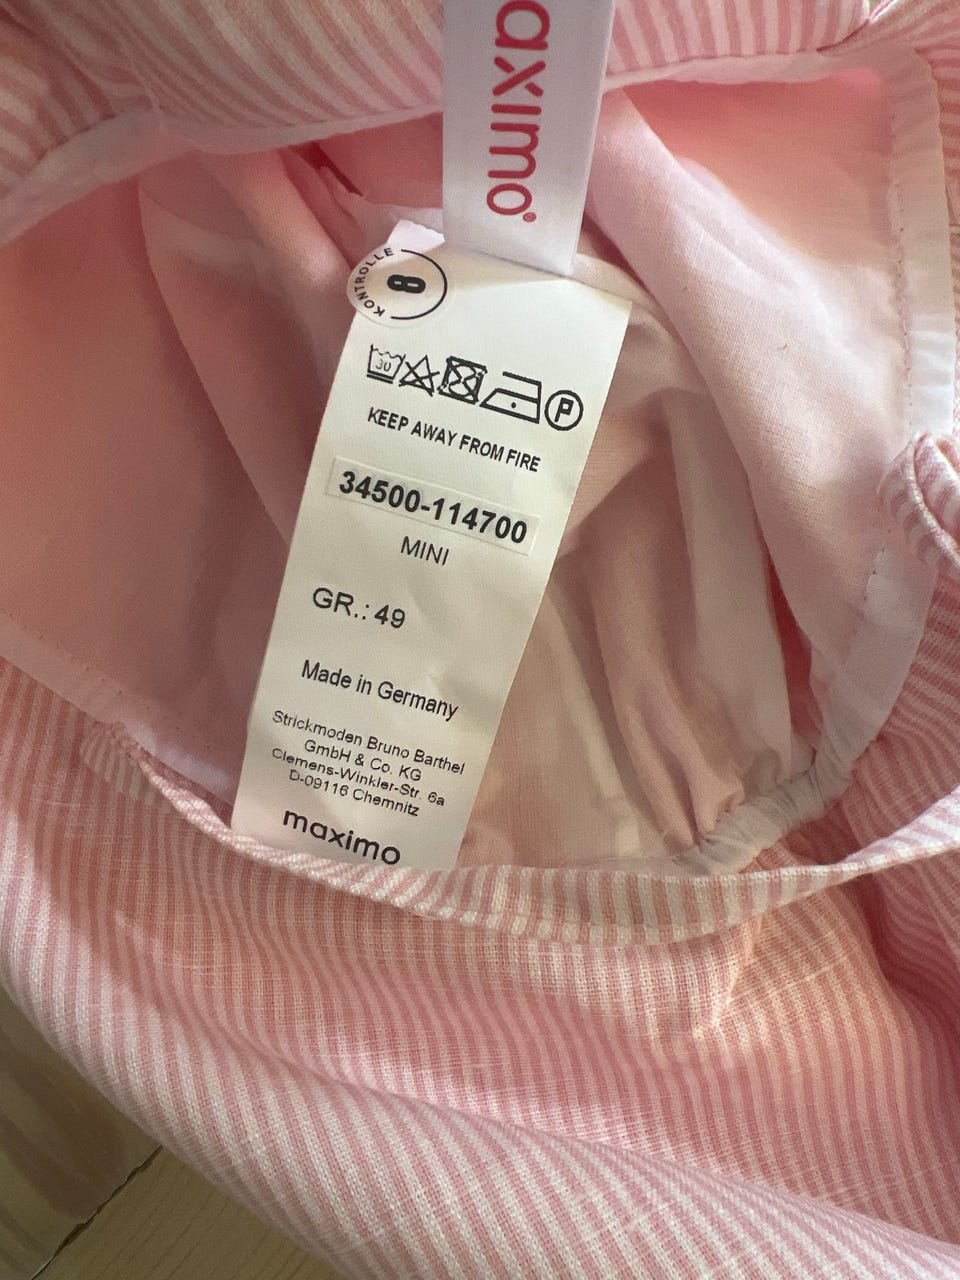 aximo®
KONTROLLE
8
30
P
KEEP AWAY FROM FIRE
34500-114700
MINI
GR.: 49
Made in Germany
Strickmoden Bruno Barthel
GmbH & Co. KG
Clemens-Winkler-Str. 6a
D-09116 Chemnitz
maximo